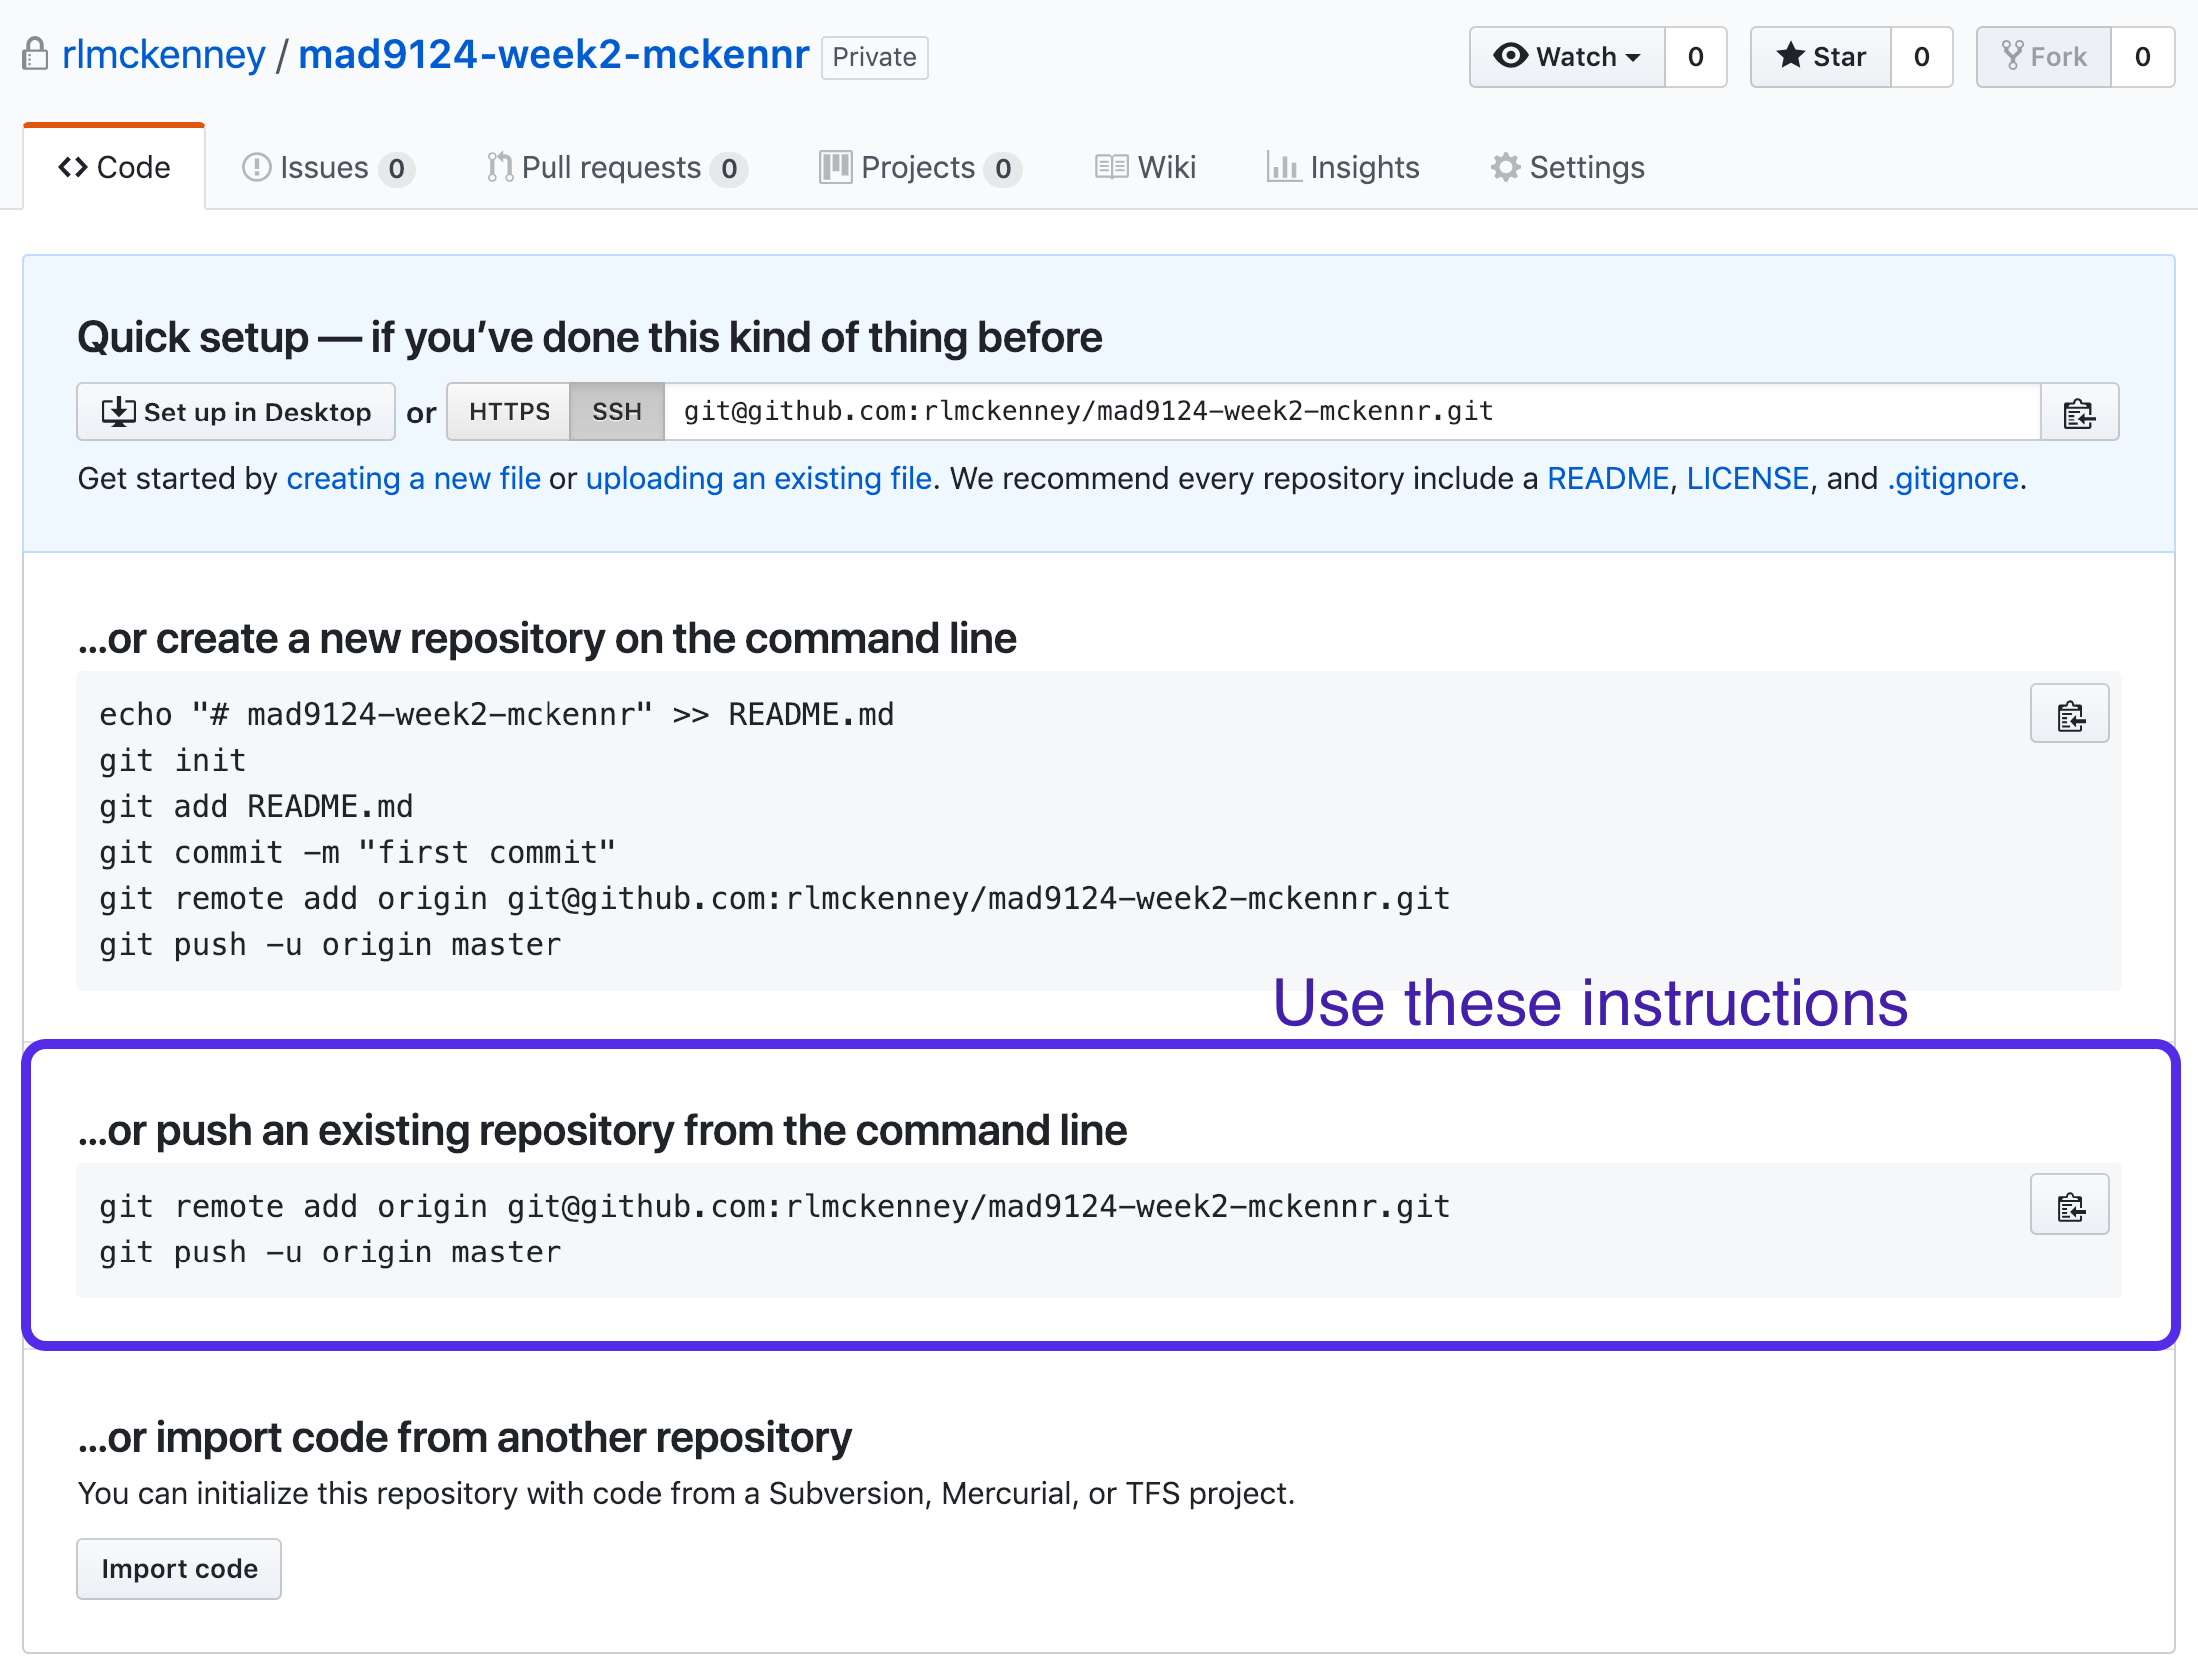 rlmckenney / mad9124-week2-mckennr Private Watch 0 Star 0 Fork 0
Code Issues 0 Pull requests 0 Projects 0 Wiki Insights Settings
Quick setup — if you’ve done this kind of thing before
Set up in Desktop or HTTPS SSH git@github.com:rlmckenney/mad9124-week2-mckennr.git
Get started by creating a new file or uploading an existing file. We recommend every repository include a README, LICENSE, and .gitignore.
…or create a new repository on the command line
echo "# mad9124-week2-mckennr" >> README.md
git init
git add README.md
git commit -m "first commit"
git remote add origin git@github.com:rlmckenney/mad9124-week2-mckennr.git
git push -u origin master
Use these instructions
…or push an existing repository from the command line
git remote add origin git@github.com:rlmckenney/mad9124-week2-mckennr.git
git push -u origin master
…or import code from another repository
You can initialize this repository with code from a Subversion, Mercurial, or TFS project.
Import code